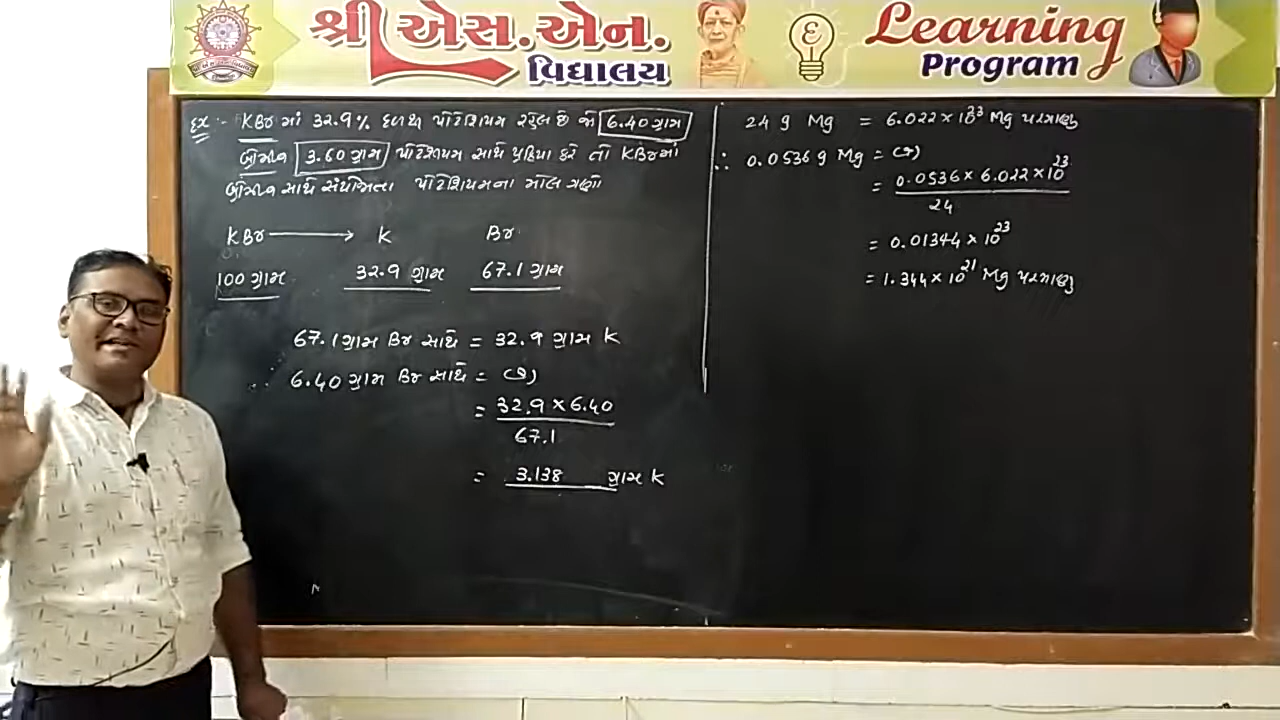 શ્રી એસ.એન.
વિદ્યાલય
Learning
Program
EX :- KBr માં 32.9% દળથી પોટેશિયમ રહેલ છે જો 6.40 ગ્રામ
બ્રોમીન 3.60 ગ્રામ પોટેશિયમ સાથે પ્રક્રિયા કરે તો KBr માં
બ્રોમીન સાથે સંયોજિતા પોટેશિયમના મોલ ગણો
KBr ⟶ K Br
100 ગ્રામ 32.9 ગ્રામ 67.1 ગ્રામ
67.1 ગ્રામ Br સાથે = 32.9 ગ્રામ K
∴ 6.40 ગ્રામ Br સાથે = (?)
= 32.9 × 6.40
67.1
= 3.138 ગ્રામ K
24 g Mg = 6.022 × 10²³ Mg પરમાણુ
∴ 0.0536 g Mg = (?)
= 0.0536 × 6.022 × 10²³
24
= 0.01344 × 10²³
= 1.344 × 10²¹ Mg પરમાણુ